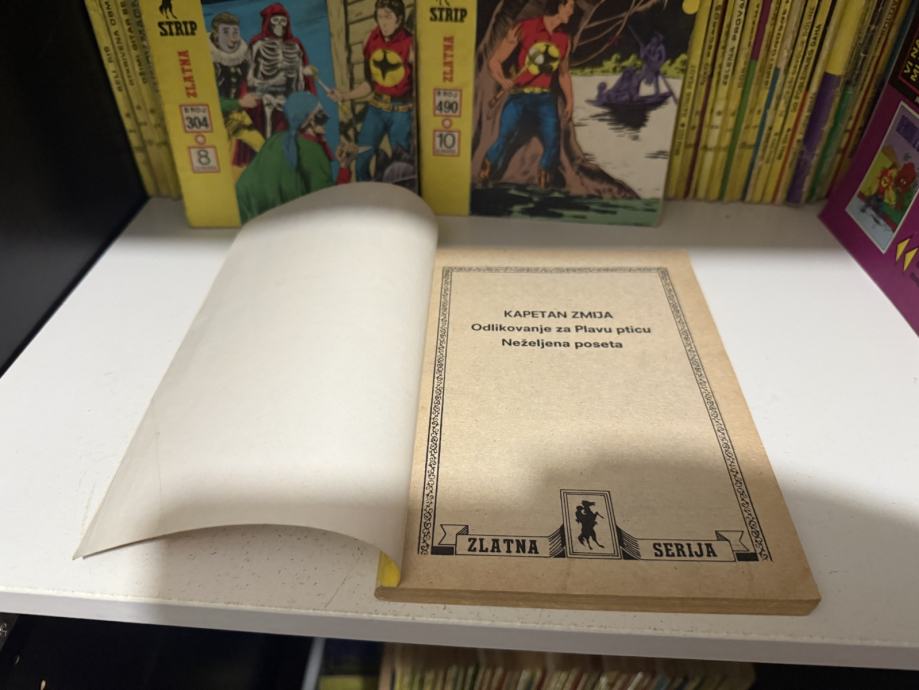 STRIP
ZLATNA
BROJ
304
8
STRIP
ZLATNA
BROJ
490
10
KAPETAN ZMIJA
Odlikovanje za Plavu pticu
Neželjena poseta
ZLATNA SERIJA